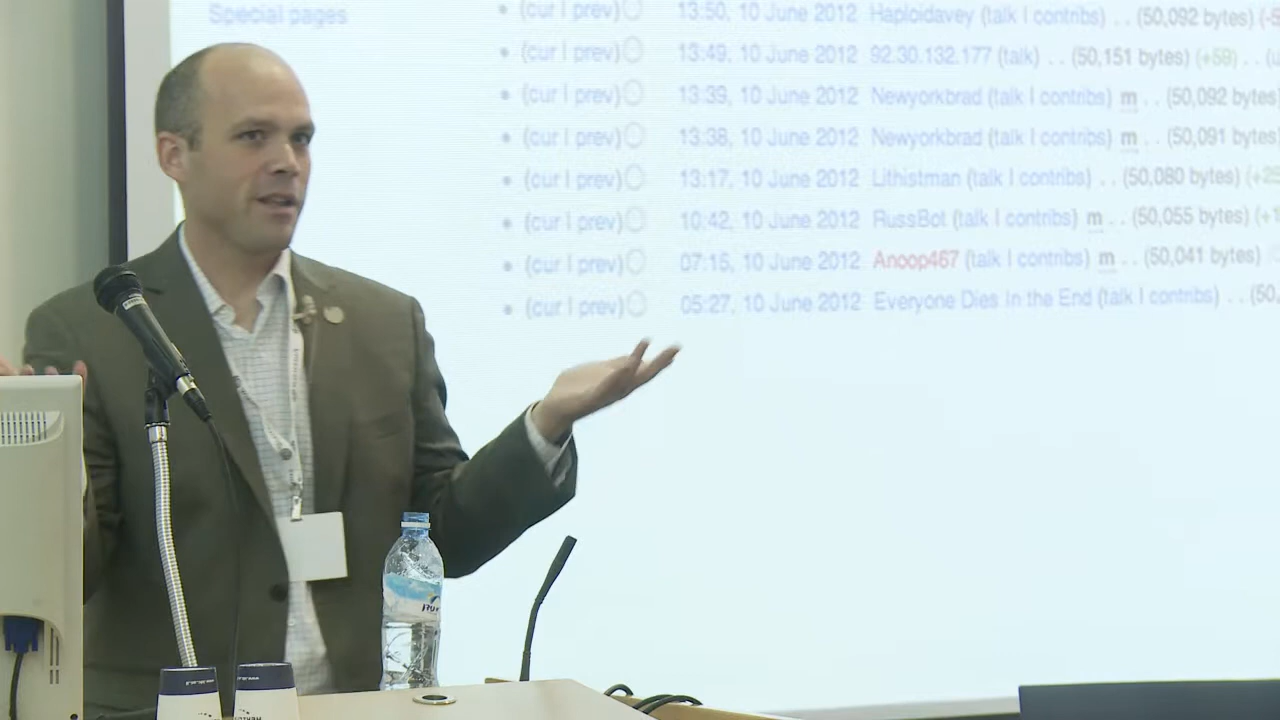 Special pages
• (cur | prev) 13:50, 10 June 2012 Haploidavey (talk | contribs) . . (50,092 bytes) (-5
• (cur | prev) 13:49, 10 June 2012 92.30.132.177 (talk) . . (50,151 bytes) (+59) . . (u
• (cur | prev) 13:39, 10 June 2012 Newyorkbrad (talk | contribs) m . . (50,092 bytes
• (cur | prev) 13:38, 10 June 2012 Newyorkbrad (talk | contribs) m . . (50,091 bytes)
• (cur | prev) 13:17, 10 June 2012 Lithistman (talk | contribs) . . (50,080 bytes) (+25
• (cur | prev) 10:42, 10 June 2012 RussBot (talk | contribs) m . . (50,055 bytes) (+1
• (cur | prev) 07:15, 10 June 2012 Anoop467 (talk | contribs) m . . (50,041 bytes)
• (cur | prev) 05:27, 10 June 2012 Everyone Dies In the End (talk | contribs) . . (50,